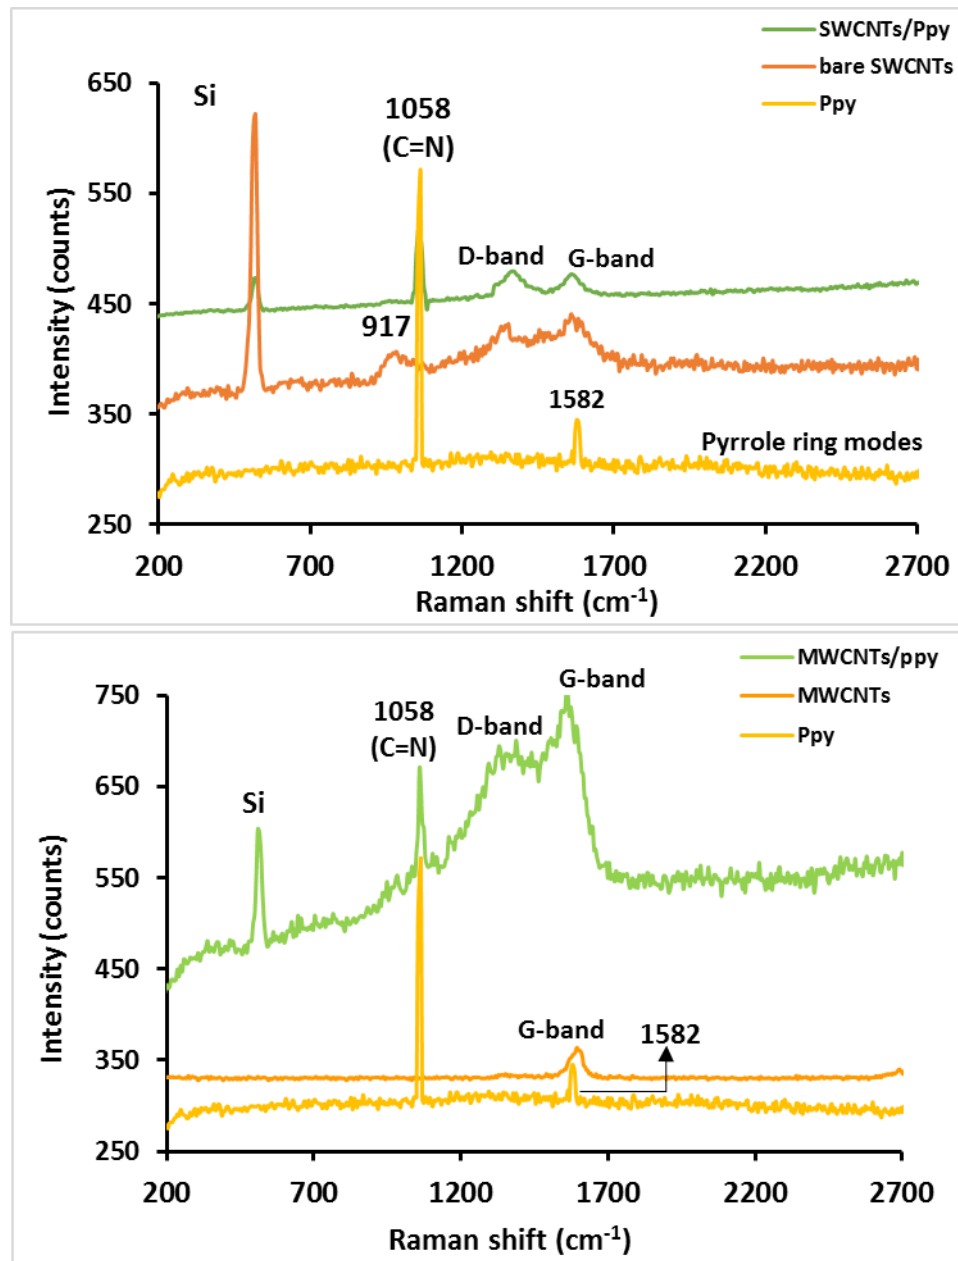 SWCNTs/Ppy
bare SWCNTs
Ppy
650
550
450
350
250
Intensity (counts)
Si
1058
(C=N)
D-band
G-band
917
1582
Pyrrole ring modes
200 700 1200 1700 2200 2700
Raman shift (cm⁻¹)
MWCNTs/ppy
MWCNTs
Ppy
750
650
550
450
350
250
Intensity (counts)
G-band
1058
(C=N)
D-band
Si
G-band
1582
200 700 1200 1700 2200 2700
Raman shift (cm⁻¹)